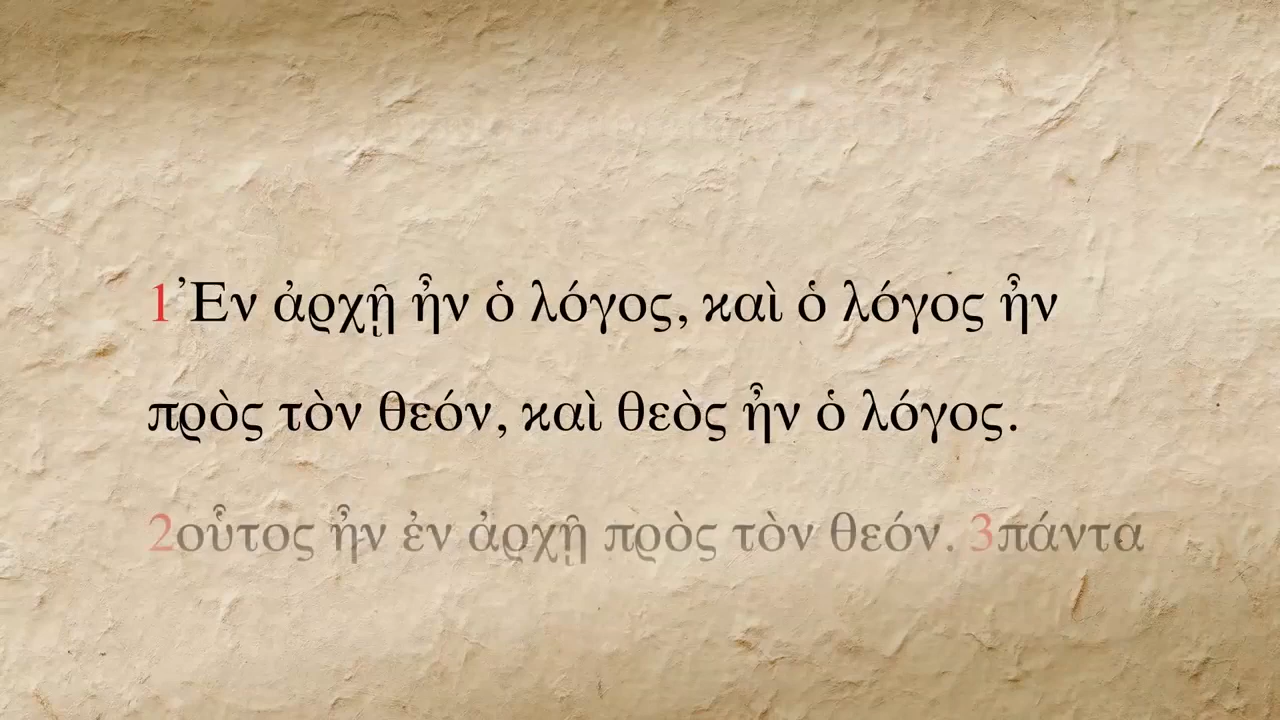 1Ἐν ἀρχῇ ἦν ὁ λόγος, ϰαὶ ὁ λόγος ἦν
πρὸς τὸν θεόν, ϰαὶ θεὸς ἦν ὁ λόγος.
2οὗτος ἦν ἐν ἀρχῇ πρὸς τὸν θεόν. 3πάντα